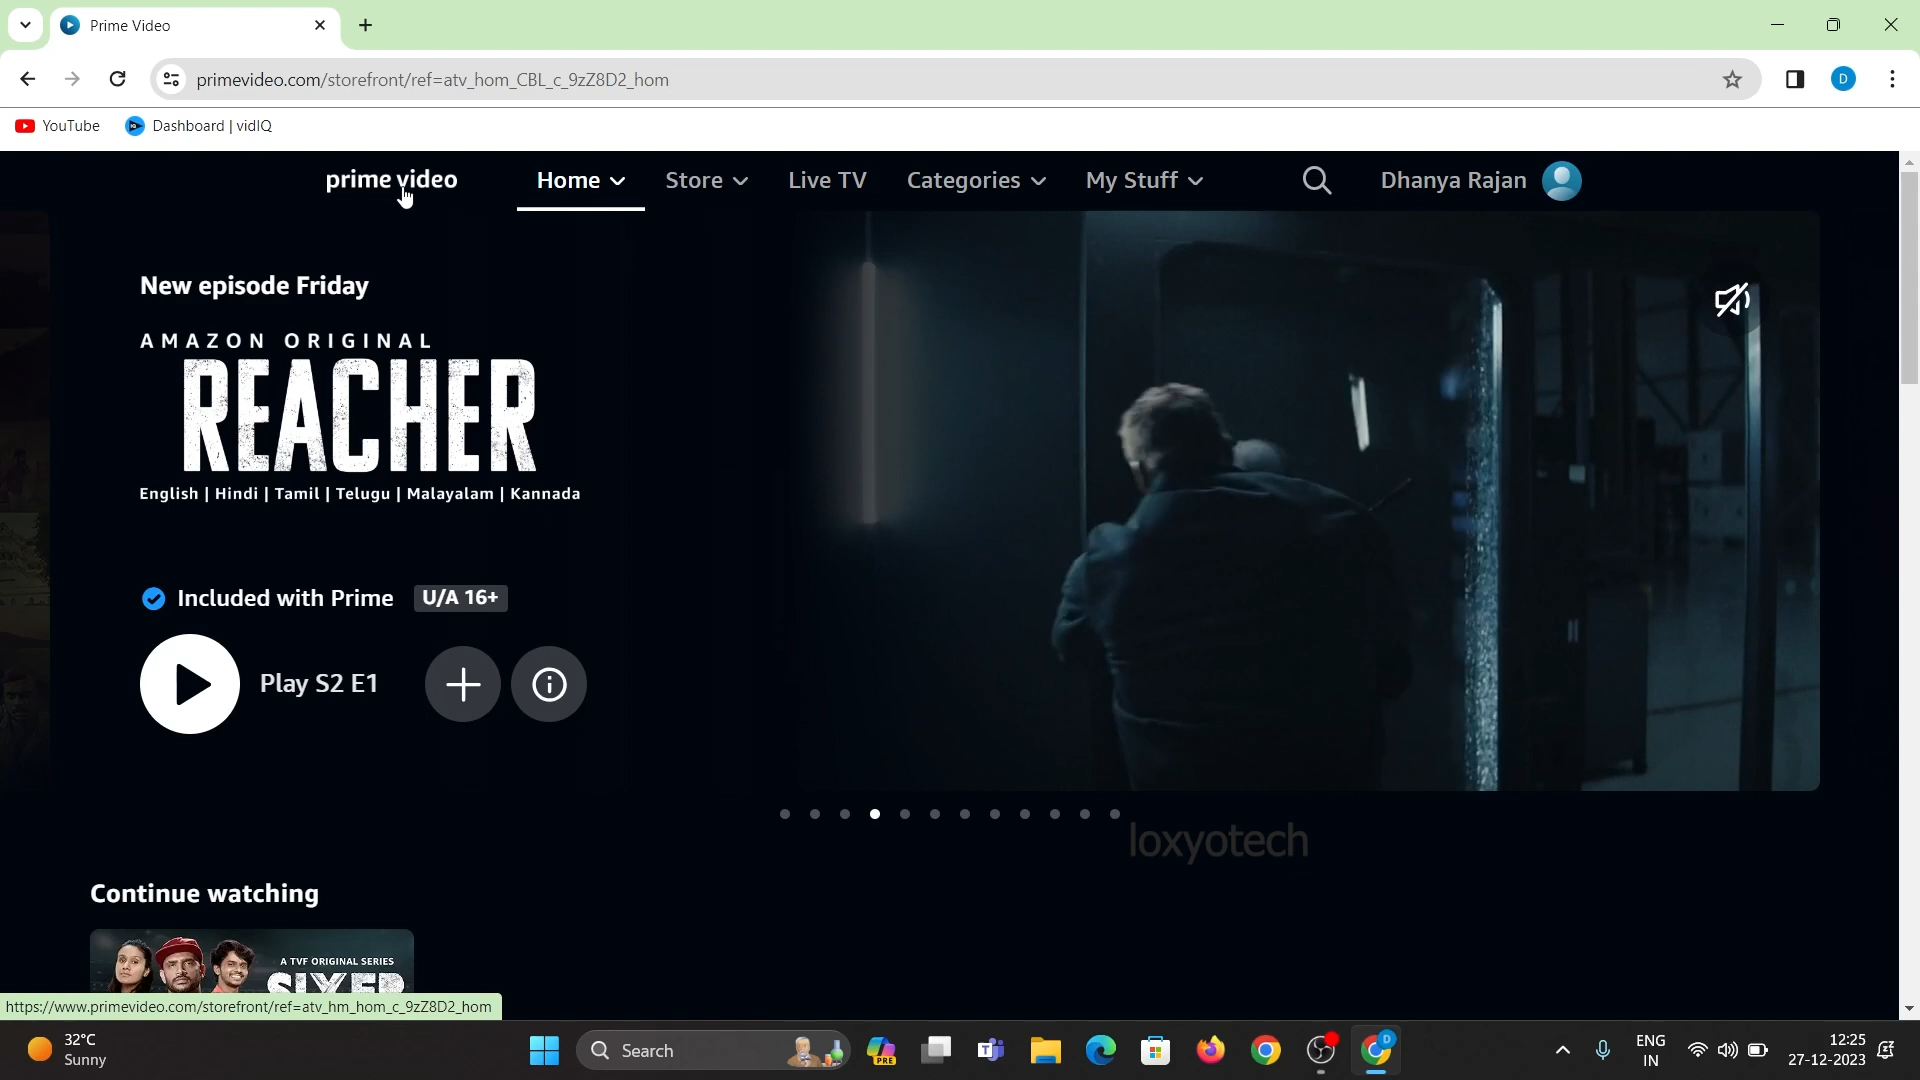 Prime Video
primevideo.com/storefront/ref=atv_hom_CBL_c_9zZ8D2_hom
D
YouTube
Dashboard | vidIQ
prime video
Home
Store
Live TV
Categories
My Stuff
Dhanya Rajan
New episode Friday
AMAZON ORIGINAL
REACHER
English | Hindi | Tamil | Telugu | Malayalam | Kannada
Included with Prime U/A 16+
Play S2 E1
loxyotech
Continue watching
A TVF ORIGINAL SERIES
SIXER
https://www.primevideo.com/storefront/ref=atv_hm_hom_c_9zZ8D2_hom
32°C
Sunny
Search
PRE
D
ENG
IN
12:25
27-12-2023